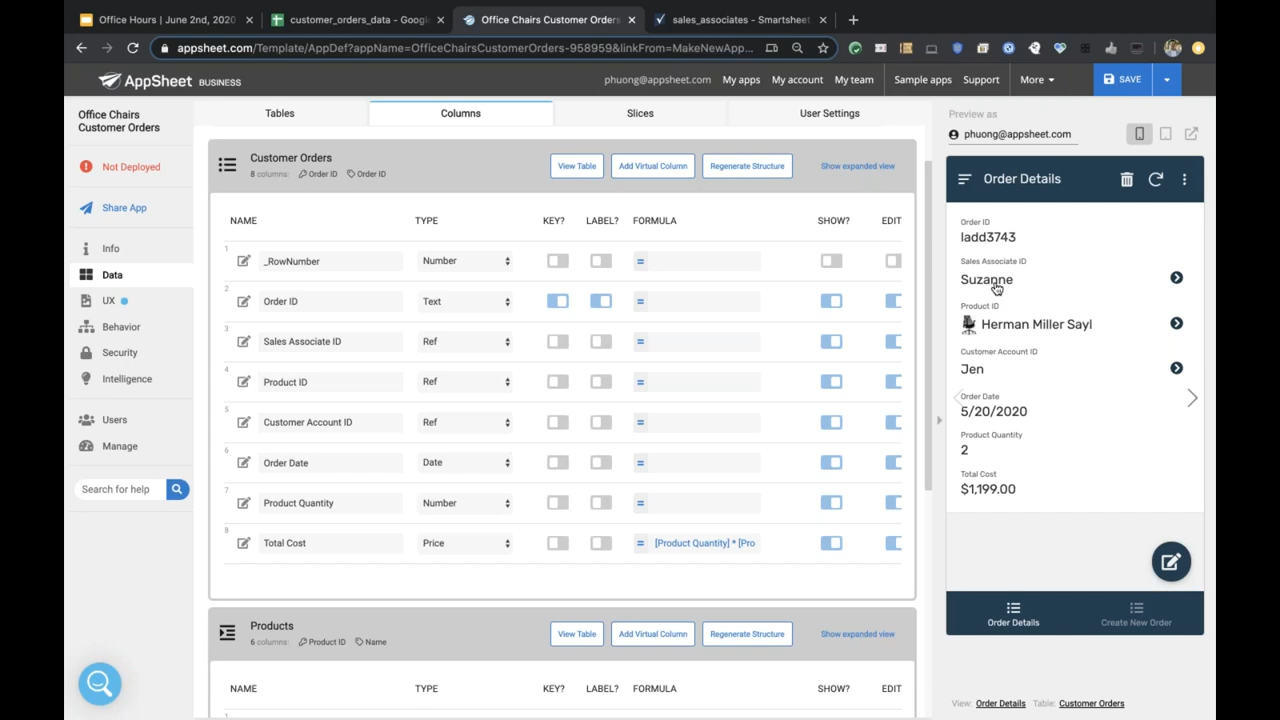 Office Hours | June 2nd, 2020
customer_orders_data - Google
Office Chairs Customer Orders
sales_associates - Smartsheet
appsheet.com/Template/AppDef?appName=OfficeChairsCustomerOrders-958959&linkFrom=MakeNewApp...
AppSheet BUSINESS
phuong@appsheet.com My apps My account My team Sample apps Support More SAVE
Office Chairs
Customer Orders
Not Deployed
Share App
Info
Data
UX
Behavior
Security
Intelligence
Users
Manage
Search for help
Tables Columns Slices User Settings
Customer Orders
8 columns: Order ID Order ID
View Table Add Virtual Column Regenerate Structure Show expanded view
NAME TYPE KEY? LABEL? FORMULA SHOW? EDIT
1 _RowNumber Number =
2 Order ID Text =
3 Sales Associate ID Ref =
4 Product ID Ref =
5 Customer Account ID Ref =
6 Order Date Date =
7 Product Quantity Number =
8 Total Cost Price = [Product Quantity] * [Pro
Products
6 columns: Product ID Name
View Table Add Virtual Column Regenerate Structure Show expanded view
NAME TYPE KEY? LABEL? FORMULA SHOW? EDIT
1
Preview as
phuong@appsheet.com
Order Details
Order ID
ladd3743
Sales Associate ID
Suzanne
Product ID
Herman Miller Sayl
Customer Account ID
Jen
Order Date
5/20/2020
Product Quantity
2
Total Cost
$1,199.00
Order Details Create New Order
View: Order Details Table: Customer Orders